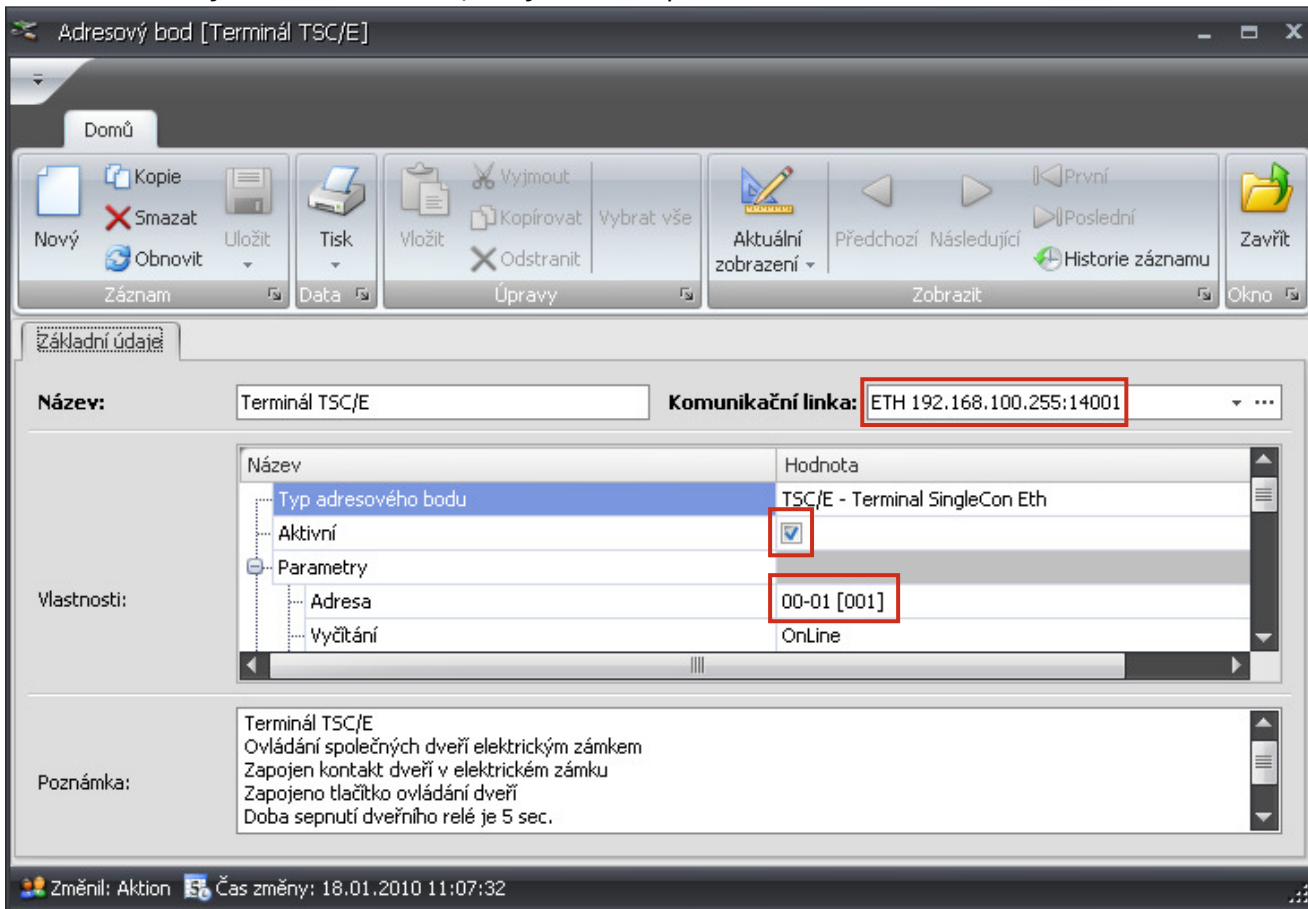 Adresový bod [Terminál TSC/E]
Domů
Nový
Kopie
Smazat
Obnovit
Uložit
Záznam
Tisk
Data
Vložit
Vyjmout
Kopírovat
Odstranit
Vybrat vše
Úpravy
Aktuální
zobrazení
Předchozí
Následující
První
Poslední
Historie záznamu
Zobrazit
Zavřít
Okno
Základní údaje
Název: Terminál TSC/E Komunikační linka: ETH 192.168.100.255:14001
Název Hodnota
Typ adresového bodu TSC/E - Terminal SingleCon Eth
Aktivní
Parametry
Vlastnosti:
Adresa 00-01 [001]
Vyčítání OnLine
Poznámka:
Terminál TSC/E
Ovládání společných dveří elektrickým zámkem
Zapojen kontakt dveří v elektrickém zámku
Zapojeno tlačítko ovládání dveří
Doba sepnutí dveřního relé je 5 sec.
Změnil: Aktion Čas změny: 18.01.2010 11:07:32